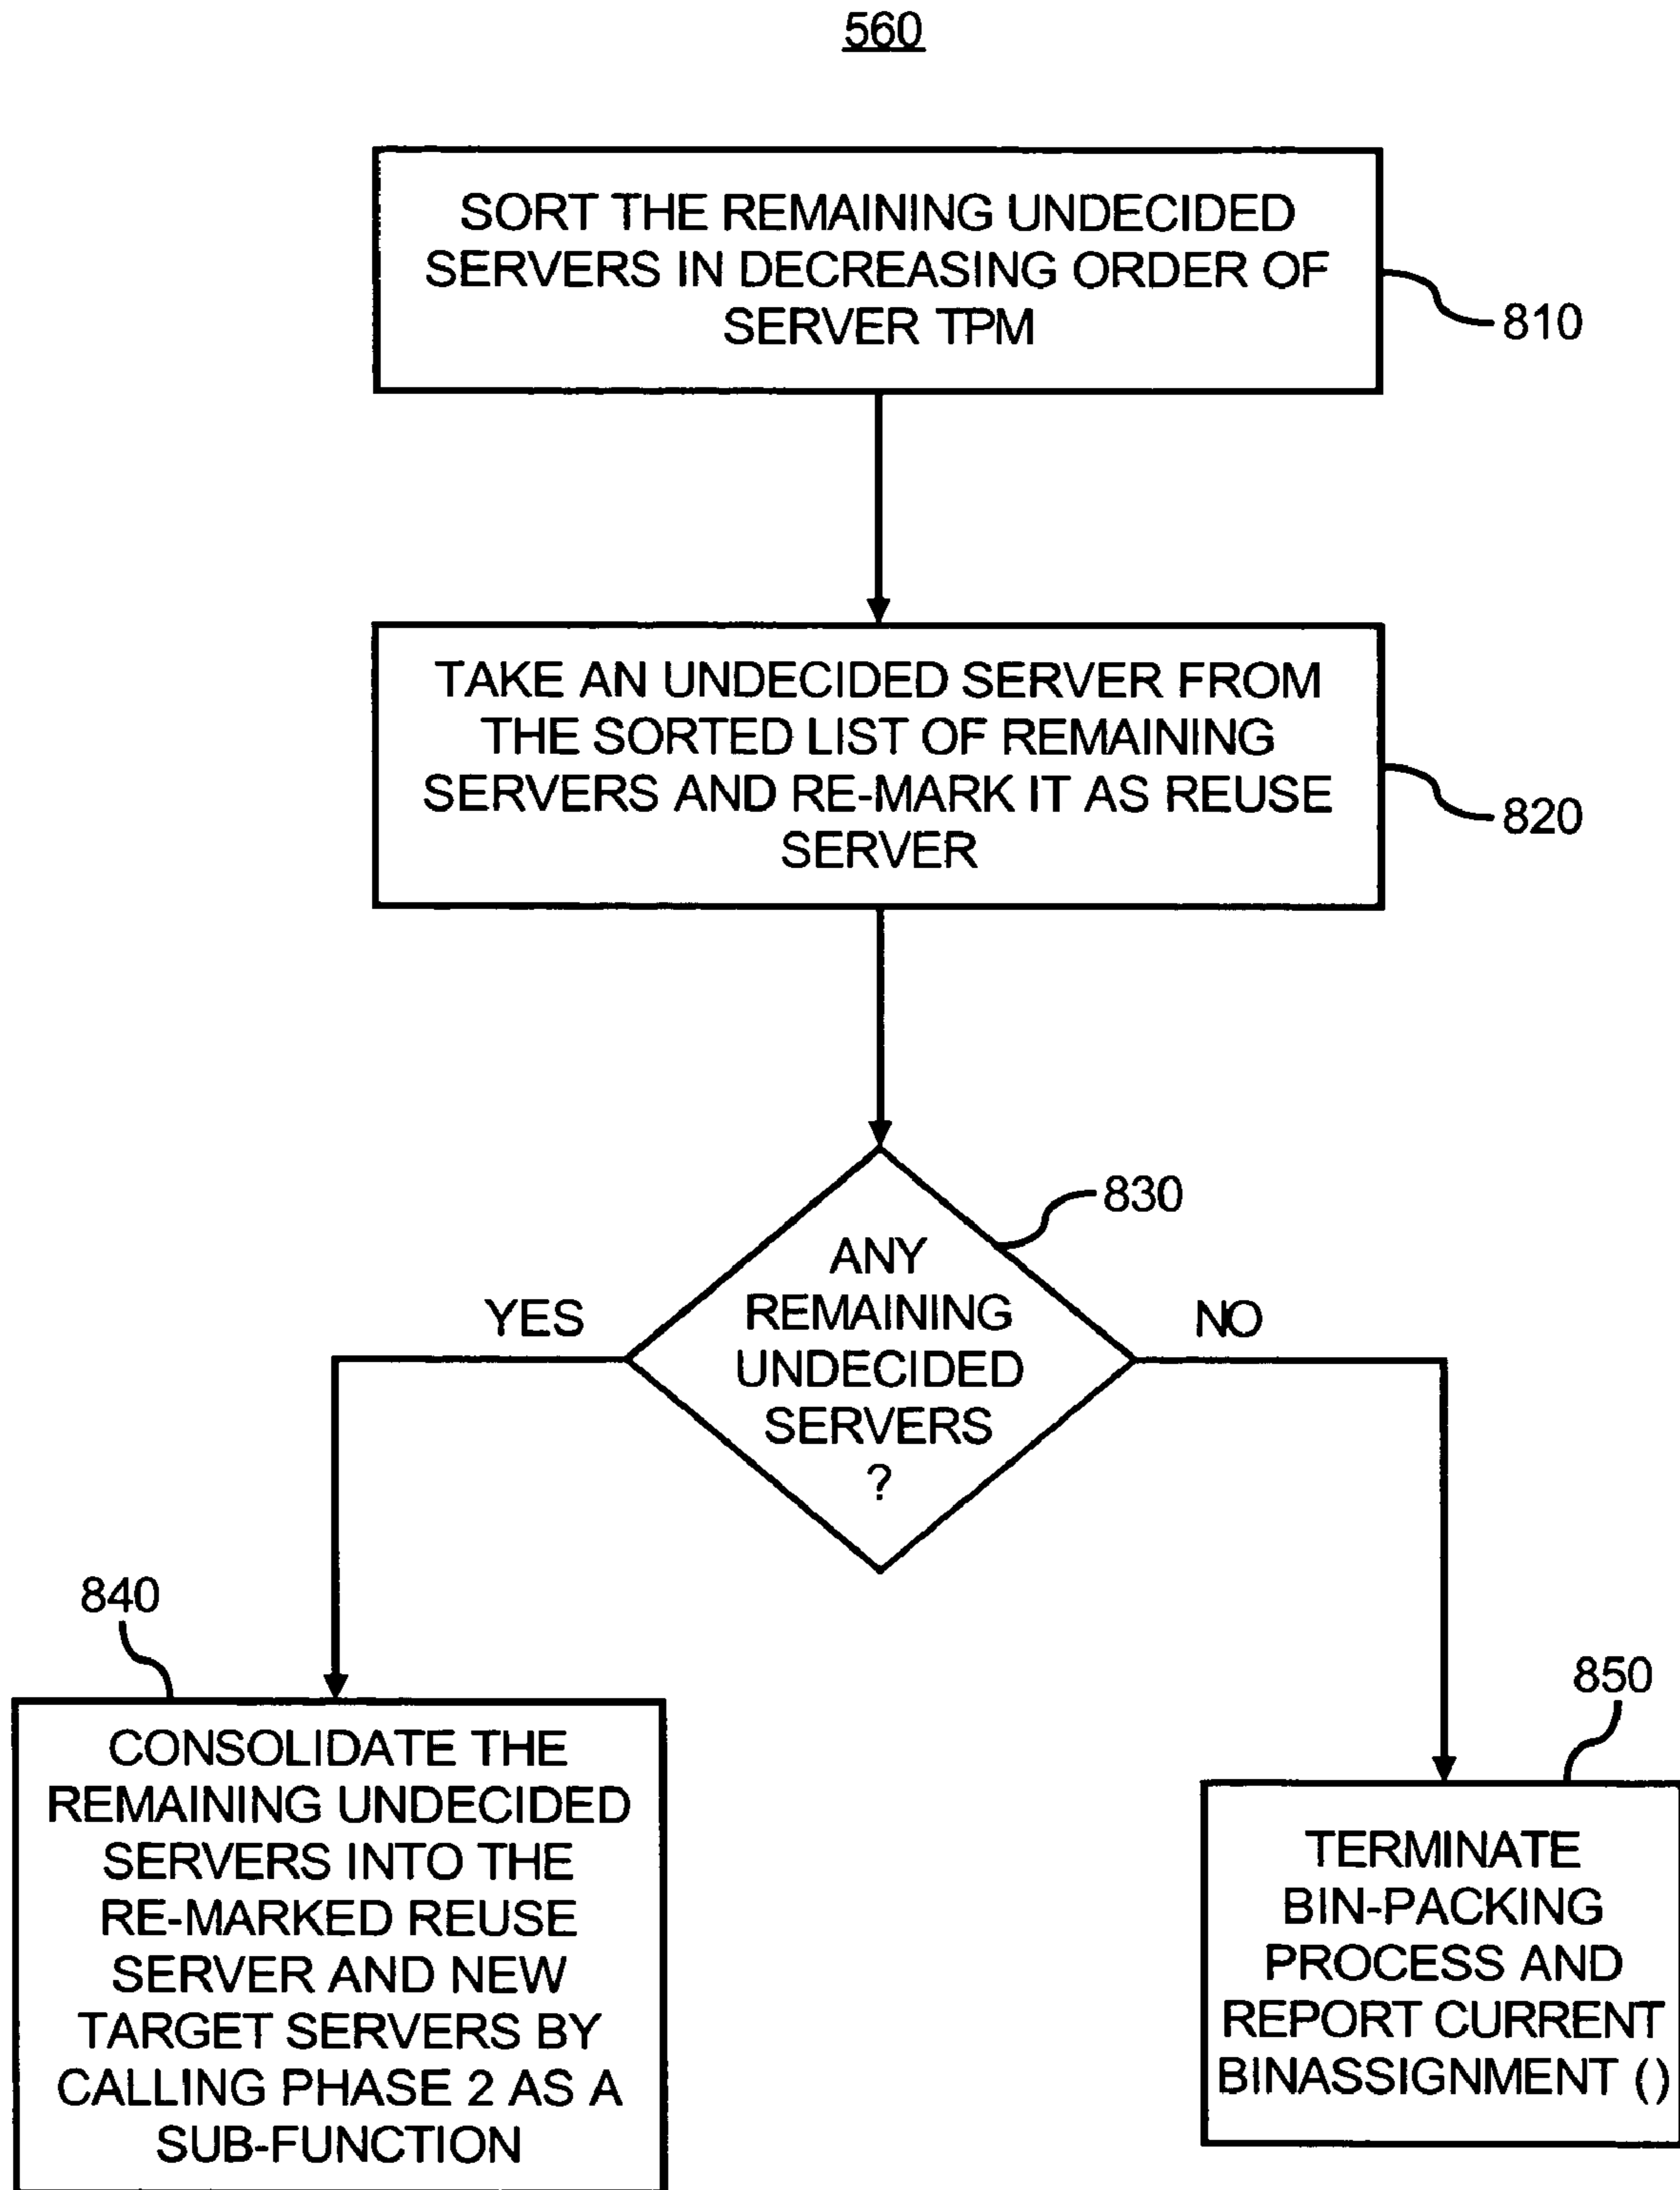 560
SORT THE REMAINING UNDECIDED
SERVERS IN DECREASING ORDER OF
SERVER TPM
810
TAKE AN UNDECIDED SERVER FROM
THE SORTED LIST OF REMAINING
SERVERS AND RE-MARK IT AS REUSE
SERVER
820
830
ANY
REMAINING
UNDECIDED
SERVERS
?
YES
NO
840
CONSOLIDATE THE
REMAINING UNDECIDED
SERVERS INTO THE
RE-MARKED REUSE
SERVER AND NEW
TARGET SERVERS BY
CALLING PHASE 2 AS A
SUB-FUNCTION
850
TERMINATE
BIN-PACKING
PROCESS AND
REPORT CURRENT
BINASSIGNMENT ()